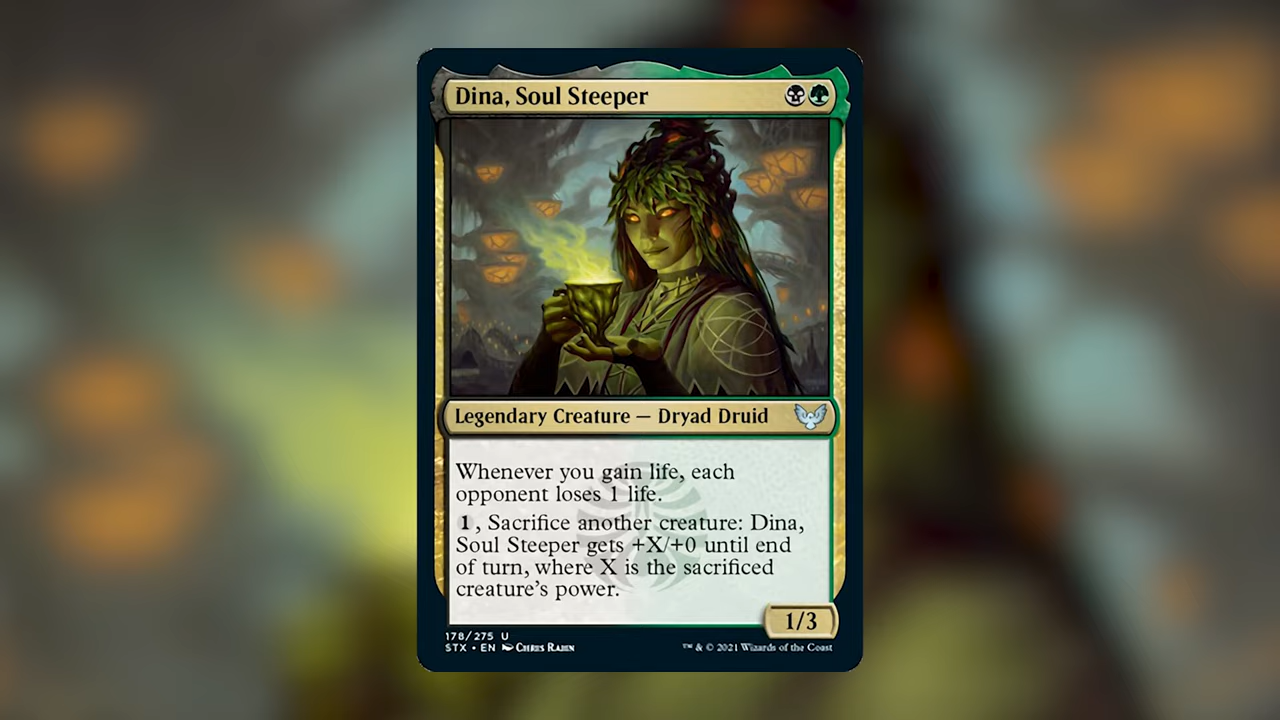 Dina, Soul Steeper
Legendary Creature — Dryad Druid
Whenever you gain life, each
opponent loses 1 life.
1, Sacrifice another creature: Dina,
Soul Steeper gets +X/+0 until end
of turn, where X is the sacrificed
creature's power.
1/3
178/275 U
STX • EN Chris Rahn
™ & © 2021 Wizards of the Coast